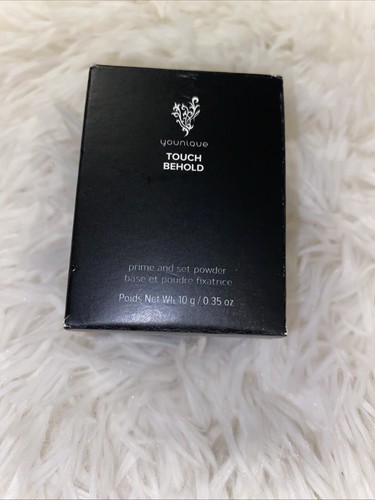 younique
TOUCH
BEHOLD
prime and set powder
base et poudre fixatrice
Poids Net Wt. 10 g / 0.35 oz